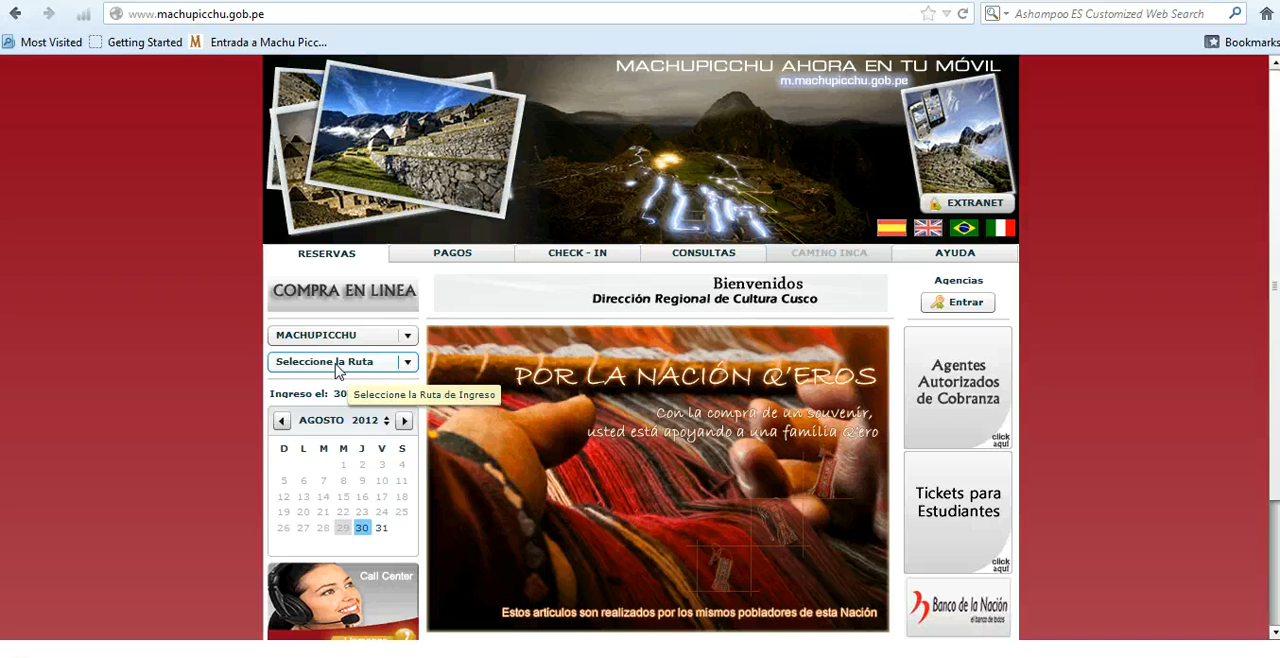 www.machupicchu.gob.pe
Ashampoo ES Customized Web Search
Most Visited
Getting Started
Entrada a Machu Picc...
Bookmarks
MACHUPICCHU AHORA EN TU MÓVIL
m.machupicchu.gob.pe
EXTRANET
RESERVAS
PAGOS
CHECK - IN
CONSULTAS
CAMINO INCA
AYUDA
COMPRA EN LINEA
Bienvenidos
Dirección Regional de Cultura Cusco
Agencias
Entrar
MACHUPICCHU
Seleccione la Ruta
Ingreso el: 30
Seleccione la Ruta de Ingreso
AGOSTO 2012
D L M M J V S
1 2 3 4
5 6 7 8 9 10 11
12 13 14 15 16 17 18
19 20 21 22 23 24 25
26 27 28 29 30 31
Call Center
POR LA NACIÓN Q'EROS
Con la compra de un souvenir,
usted está apoyando a una familia Q'ero
Estos artículos son realizados por los mismos pobladores de esta Nación
Agentes
Autorizados
de Cobranza
click
aquí
Tickets para
Estudiantes
click
aquí
Banco de la Nación
el banco de todos